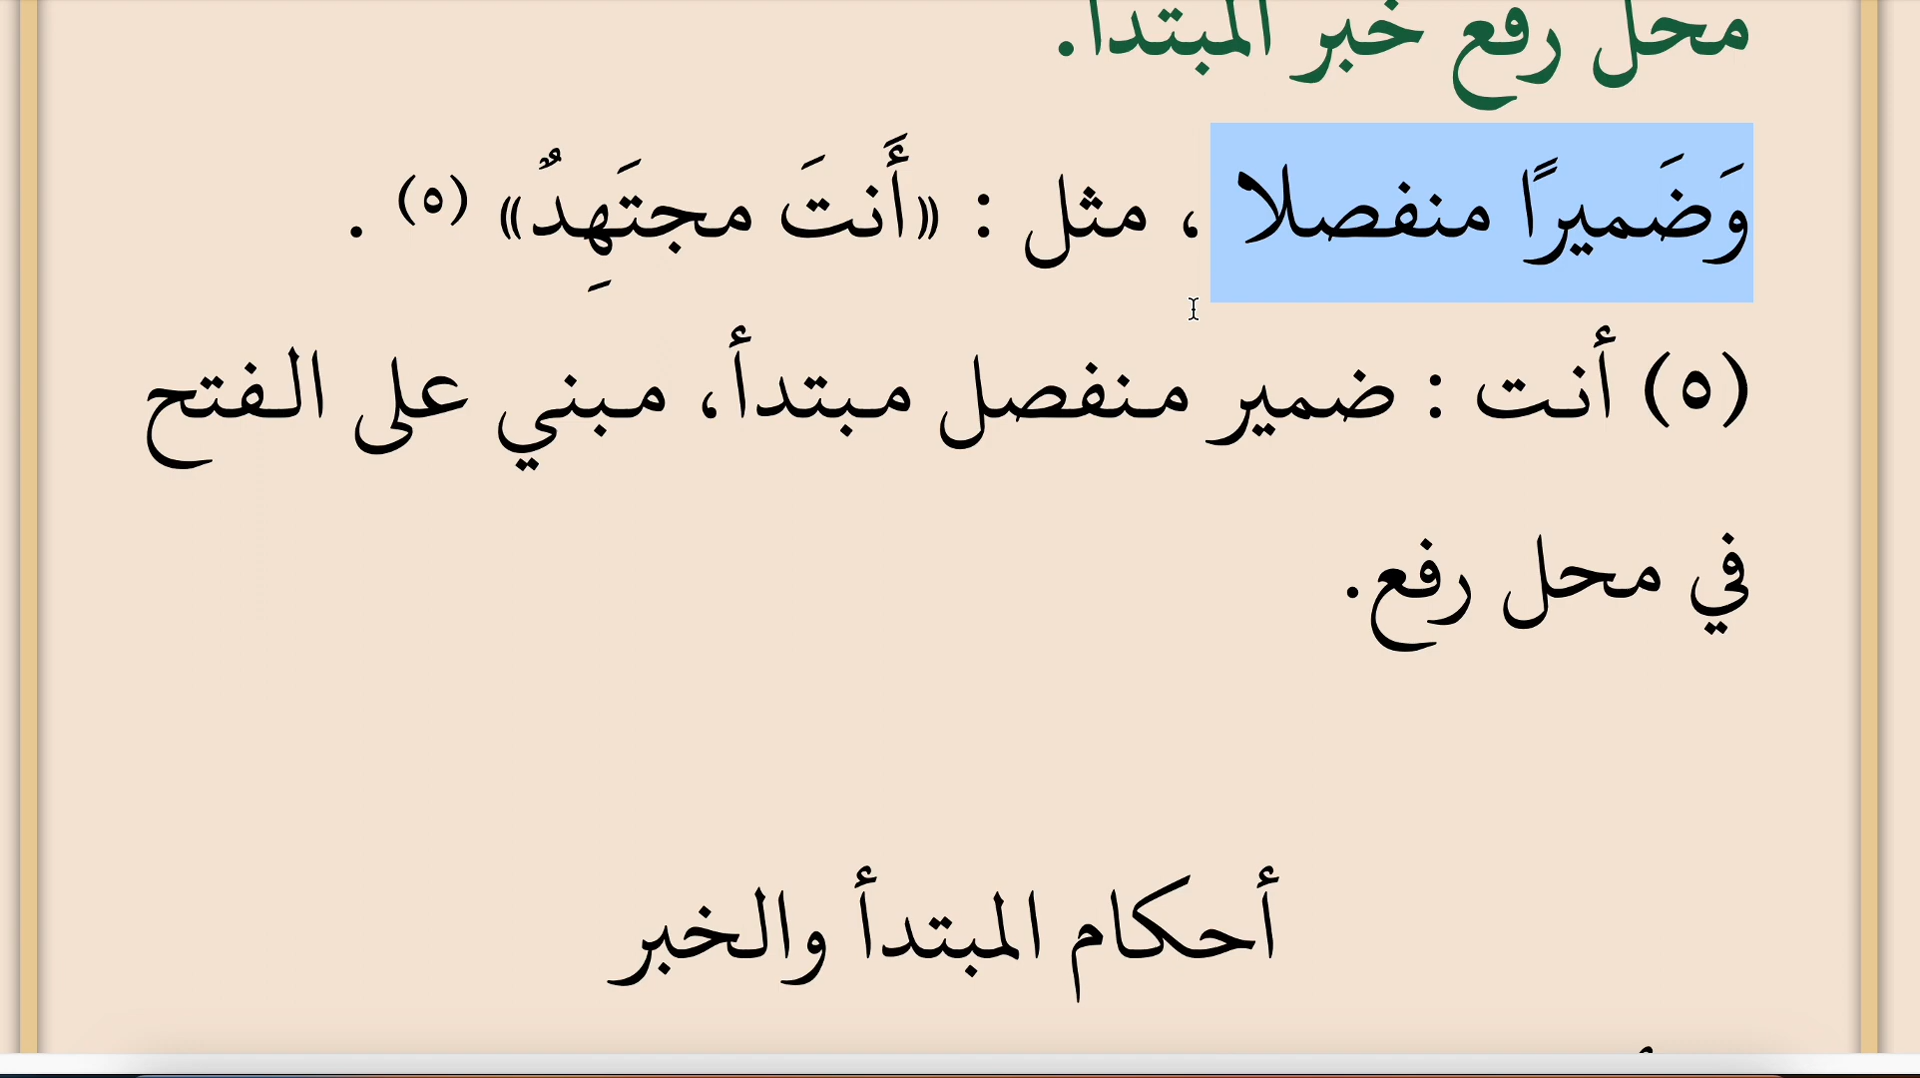 محل رفع خبر المبتدأ.
وَضَميرًا منفصلا ، مثل : «أَنتَ مجتَهِدٌ» (٥) .
(٥) أنت : ضمير منفصل مبتدأ، مبني على الفتح
في محل رفع.
أحكام المبتدأ والخبر